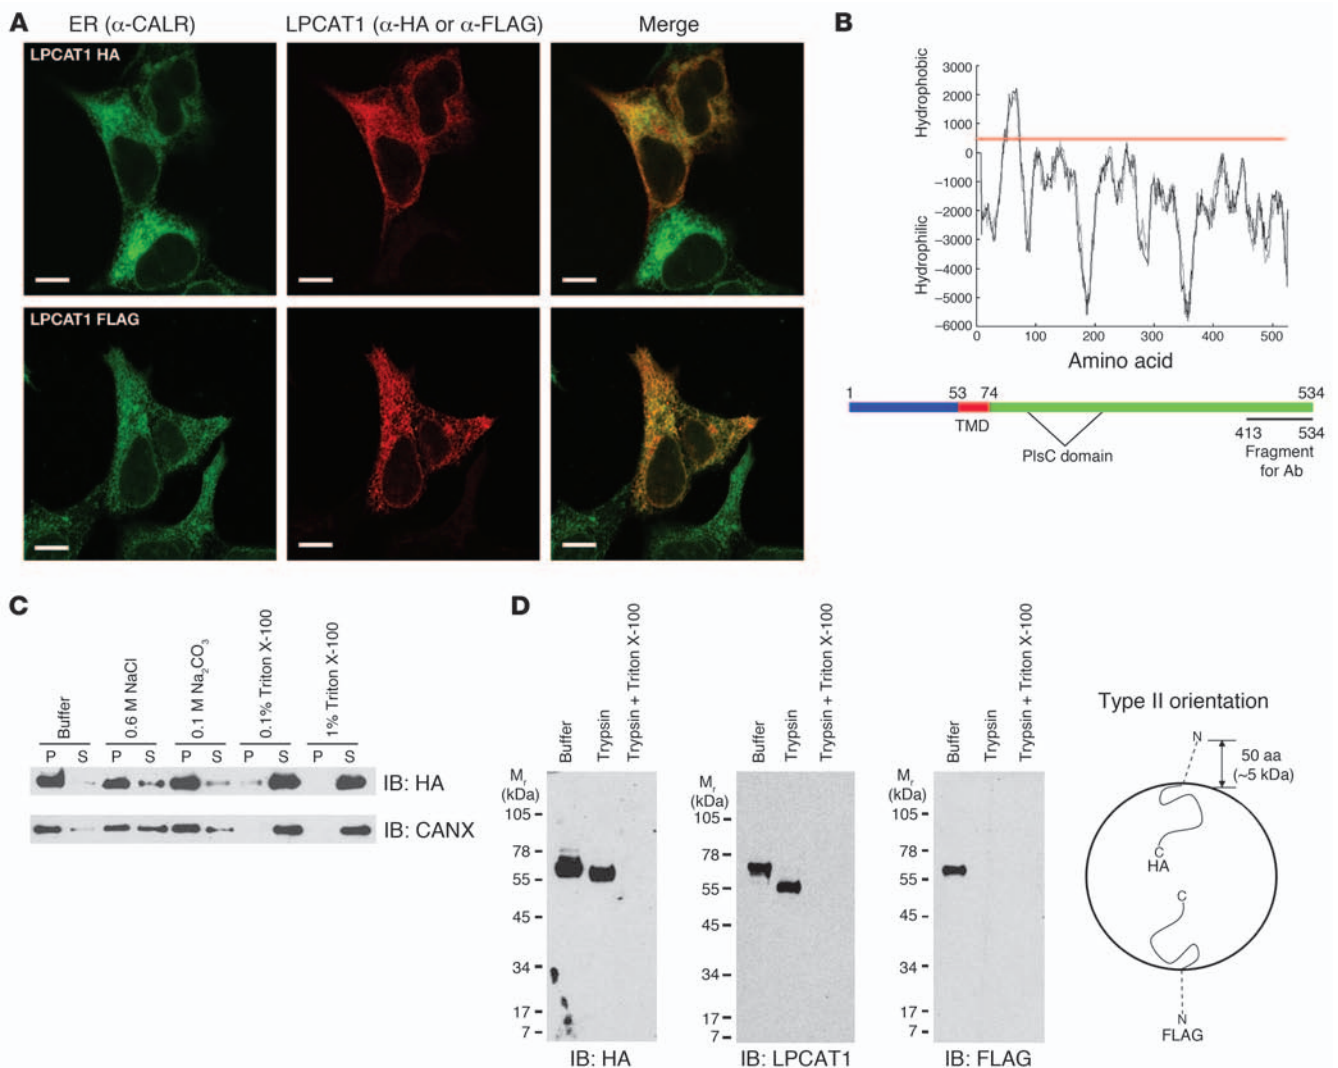 A
ER (α-CALR)
LPCAT1 (α-HA or α-FLAG)
Merge
LPCAT1 HA
LPCAT1 FLAG
B
Hydrophobic
Hydrophilic
3000
2000
1000
0
–1000
–2000
–3000
–4000
–5000
–6000
0 100 200 300 400 500
Amino acid
1 53 74 534
TMD
PlsC domain
413 534
Fragment
for Ab
C
Buffer
0.6 M NaCl
0.1 M Na2CO3
0.1% Triton X-100
1% Triton X-100
P S P S P S P S P S
IB: HA
IB: CANX
D
Buffer
Trypsin
Trypsin + Triton X-100
Mr
(kDa)
105
78
55
45
34
17
7
IB: HA
Buffer
Trypsin
Trypsin + Triton X-100
Mr
(kDa)
105
78
55
45
34
17
7
IB: LPCAT1
Buffer
Trypsin
Trypsin + Triton X-100
Mr
(kDa)
105
78
55
45
34
17
7
IB: FLAG
Type II orientation
N
50 aa
(~5 kDa)
C
HA
C
N
FLAG